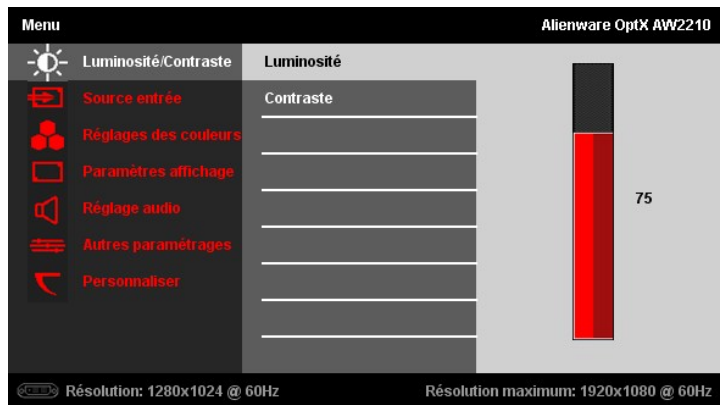 Menu
Alienware OptX AW2210
Luminosité/Contraste
Source entrée
Réglages des couleurs
Paramètres affichage
Réglage audio
Autres paramétrages
Personnaliser
Luminosité
Contraste
75
Résolution: 1280x1024 @ 60Hz
Résolution maximum: 1920x1080 @ 60Hz